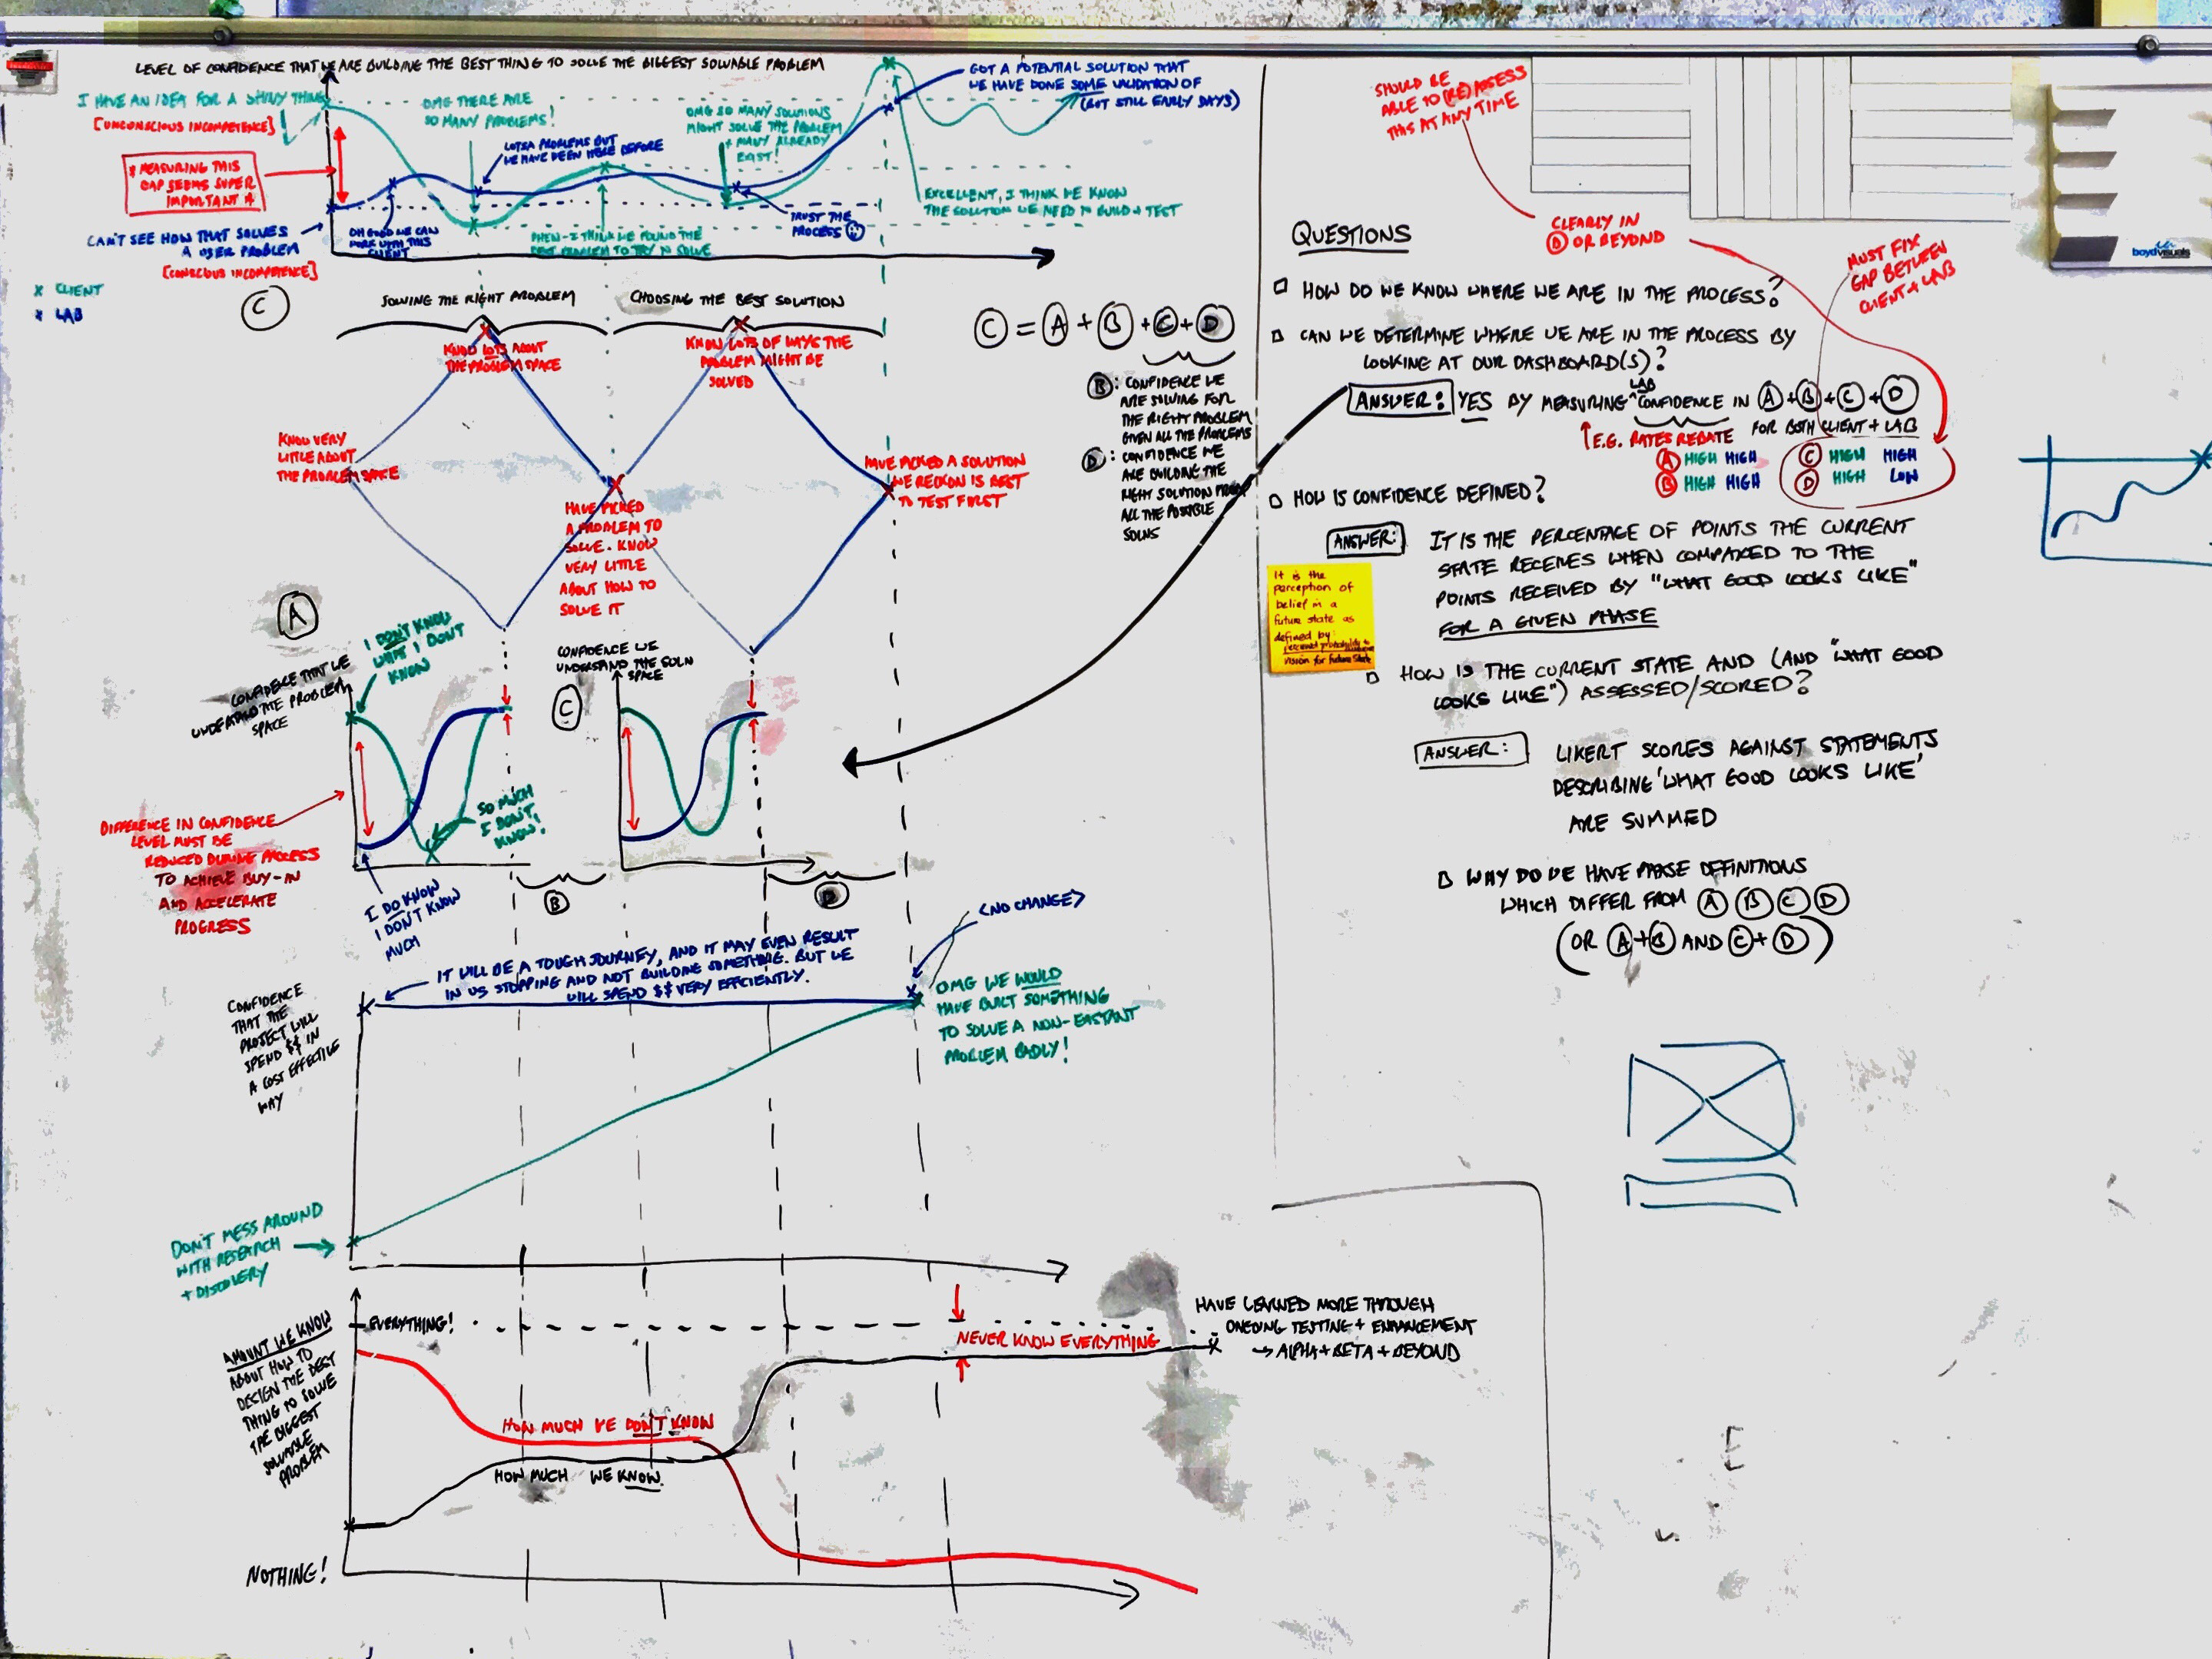 LEVEL OF CONFIDENCE THAT WE ARE BUILDING THE BEST THING TO SOLVE THE BIGGEST SOLVABLE PROBLEM
I HAVE AN IDEA FOR A SHINY THING
[UNCONSCIOUS INCOMPETENCE]
* MEASURING THIS
GAP SEEMS SUPER
IMPORTANT *
CAN'T SEE HOW THAT SOLVES
A USER PROBLEM
[CONSCIOUS INCOMPETENCE]
x CLIENT
x LAB
OMG THERE ARE
SO MANY PROBLEMS!
LOTSA PROBLEMS BUT
WE HAVE BEEN HERE BEFORE
OH GOOD WE CAN
WORK WITH THIS
CLIENT
PHEW - I THINK WE FOUND THE
BEST PROBLEM TO TRY N SOLVE
OMG SO MANY SOLUTIONS
MIGHT SOLVE THE PROBLEM
+ MANY ALREADY
EXIST!
TRUST THE
PROCESS
GOT A POTENTIAL SOLUTION THAT
WE HAVE DONE SOME VALIDATION OF
(BUT STILL EARLY DAYS)
EXCELLENT, I THINK WE KNOW
THE SOLUTION WE NEED TO BUILD + TEST
C
SOLVING THE RIGHT PROBLEM
CHOOSING THE BEST SOLUTION
KNOW LOTS ABOUT
THE PROBLEM SPACE
KNOW LOTS OF WAYS THE
PROBLEM MIGHT BE
SOLVED
KNOW VERY
LITTLE ABOUT
THE PROBLEM SPACE
HAVE PICKED
A PROBLEM TO
SOLVE. KNOW
VERY LITTLE
ABOUT HOW TO
SOLVE IT
HAVE PICKED A SOLUTION
WE RECKON IS BEST
TO TEST FIRST
C = A + B + C + D
B: CONFIDENCE WE
ARE SOLVING FOR
THE RIGHT PROBLEM
GIVEN ALL THE PROBLEMS
D: CONFIDENCE WE
ARE BUILDING THE
RIGHT SOLUTION FROM
ALL THE POSSIBLE
SOLNS
A
CONFIDENCE THAT WE
UNDERSTAND THE PROBLEM
SPACE
I DON'T KNOW
WHAT I DON'T
KNOW
SO MUCH
I DON'T
KNOW!
I DO KNOW
I DON'T KNOW
MUCH
DIFFERENCE IN CONFIDENCE
LEVEL MUST BE
REDUCED DURING PROCESS
TO ACHIEVE BUY-IN
AND ACCELERATE
PROGRESS
CONFIDENCE WE
UNDERSTAND THE SOLN
SPACE
C
B
D
CONFIDENCE
THAT THE
PROJECT WILL
SPEND $$ IN
A COST EFFECTIVE
WAY
IT WILL BE A TOUGH JOURNEY, AND IT MAY EVEN RESULT
IN US STOPPING AND NOT BUILDING SOMETHING. BUT WE
WILL SPEND $$ VERY EFFICIENTLY.
<NO CHANGE>
OMG WE WOULD
HAVE BUILT SOMETHING
TO SOLVE A NON-EXISTANT
PROBLEM BADLY!
DON'T MESS AROUND
WITH RESEARCH
+ DISCOVERY
AMOUNT WE KNOW
ABOUT HOW TO
DESIGN THE BEST
THING TO SOLVE
THE BIGGEST
SOLVABLE
PROBLEM
EVERYTHING!
NEVER KNOW EVERYTHING
HAVE LEARNED MORE THROUGH
ONGOING TESTING + ENHANCEMENT
→ ALPHA + BETA + BEYOND
HOW MUCH WE DON'T KNOW
HOW MUCH WE KNOW
NOTHING!
SHOULD BE
ABLE TO (RE)ASSESS
THIS AT ANY TIME
CLEARLY IN
D OR BEYOND
MUST FIX
GAP BETWEEN
CLIENT + LAB
boydvisuals
QUESTIONS
HOW DO WE KNOW WHERE WE ARE IN THE PROCESS?
CAN WE DETERMINE WHERE WE ARE IN THE PROCESS BY
LOOKING AT OUR DASHBOARD(S)?
LAB
ANSWER: YES BY MEASURING ^ CONFIDENCE IN A + B + C + D
FOR BOTH CLIENT + LAB
↑ E.G. RATES REBATE
A HIGH HIGH C HIGH HIGH
B HIGH HIGH D HIGH LOW
HOW IS CONFIDENCE DEFINED?
ANSWER: IT IS THE PERCENTAGE OF POINTS THE CURRENT
STATE RECEIVES WHEN COMPARED TO THE
POINTS RECEIVED BY "WHAT GOOD LOOKS LIKE"
FOR A GIVEN PHASE
It is the
perception of
belief in a
future state as
defined by:
vision for Future State
HOW IS THE CURRENT STATE AND (AND "WHAT GOOD
LOOKS LIKE") ASSESSED/SCORED?
ANSWER: LIKERT SCORES AGAINST STATEMENTS
DESCRIBING 'WHAT GOOD LOOKS LIKE'
ARE SUMMED
WHY DO WE HAVE PHASE DEFINITIONS
WHICH DIFFER FROM A B C D
(OR A+B AND C+D)